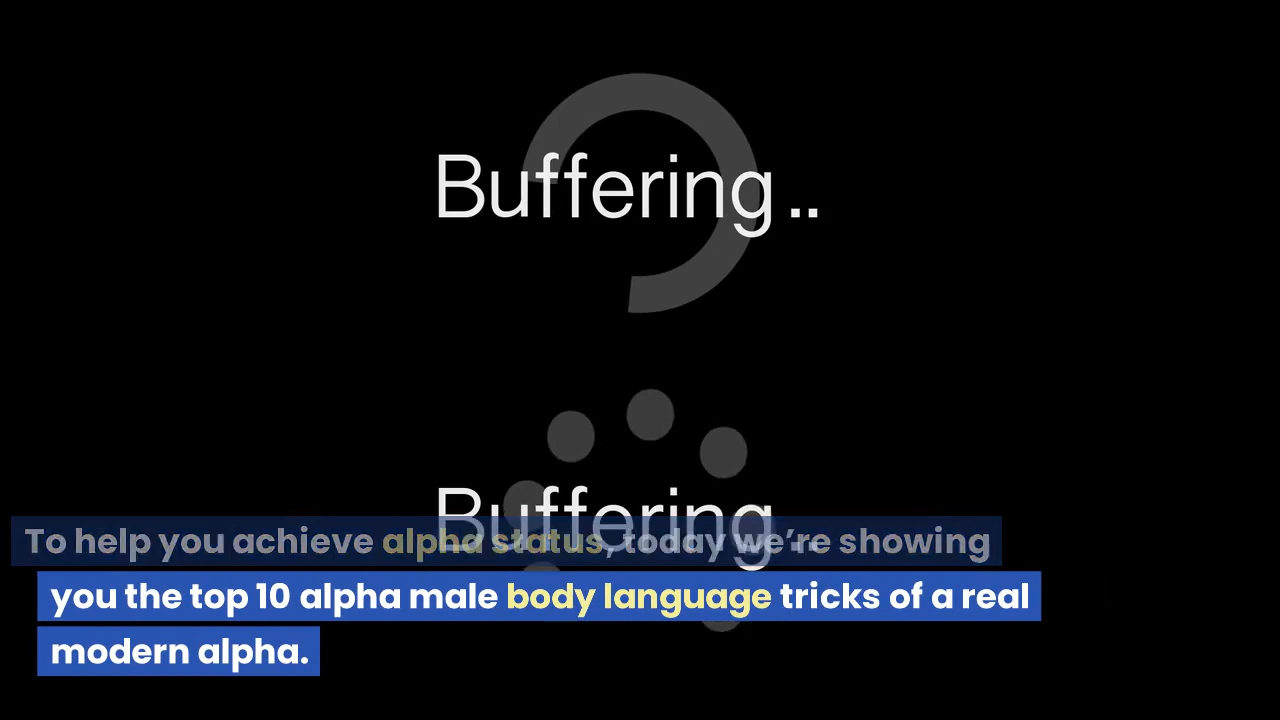 Buffering..
Buffering..
To help you achieve alpha status, today we’re showing
you the top 10 alpha male body language tricks of a real
modern alpha.